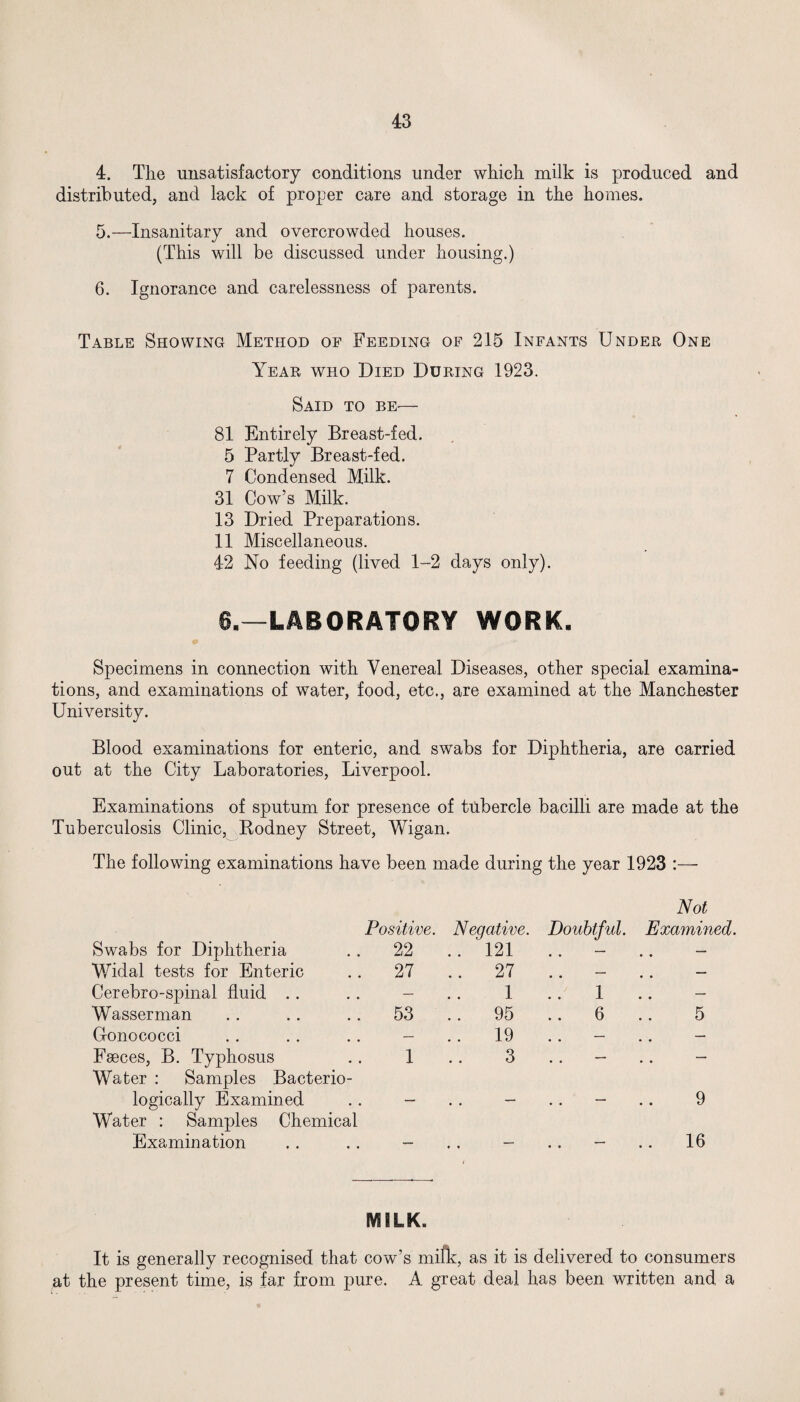 43
4. The unsatisfactory conditions under which milk is produced and
distributed, and lack of proper care and storage in the homes.
5.—Insanitary and overcrowded houses.
(This will be discussed under housing.)
6. Ignorance and carelessness of parents.
Table Showing Method of Feeding of 215 Infants Under One
Year who Died During 1923.
Said to be—
81 Entirely Breast-fed.
5 Partly Breast-fed.
7 Condensed Milk.
31 Cow's Milk.
13 Dried Preparations.
11 Miscellaneous.
42 No feeding (lived 1-2 days only).
6.—LABORATORY WORK.
Specimens in connection with Venereal Diseases, other special examina-
tions, and examinations of water, food, etc., are examined at the Manchester
University.
Blood examinations for enteric, and swabs for Diphtheria, are carried
out at the City Laboratories, Liverpool.
Examinations of sputum for presence of tubercle bacilli are made at the
Tuberculosis Clinic, Rodney Street, Wigan.
The following examinations have been made during the year 1923 :—
Not
Positive. Negative. Doubtful. Examined.
Swabs for Diphtheria .. 22 .. 121 .. – .. –
Widal tests for Enteric .. 27 .. 27 .. – .. –
Cerebro-spinal fluid .. .. – .. 1 .. 1 .. –
Wasserman .. .. .. 53 .. 95 .. 6 .. 5
Gonococci .. .. .. – .. 19 .. – .. –
Fæces, B. Typhosus .. 1 .. 3 .. – .. –
Water : Samples Bacterio-
logically Examined .. – .. – .. – .. 9
Water : Samples Chemical
Examination .. .. – .. – .. – .. 16
MILK.
It is generally recognised that cow's milk, as it is delivered to consumers
at the present time, is far from pure. A great deal has been written and a